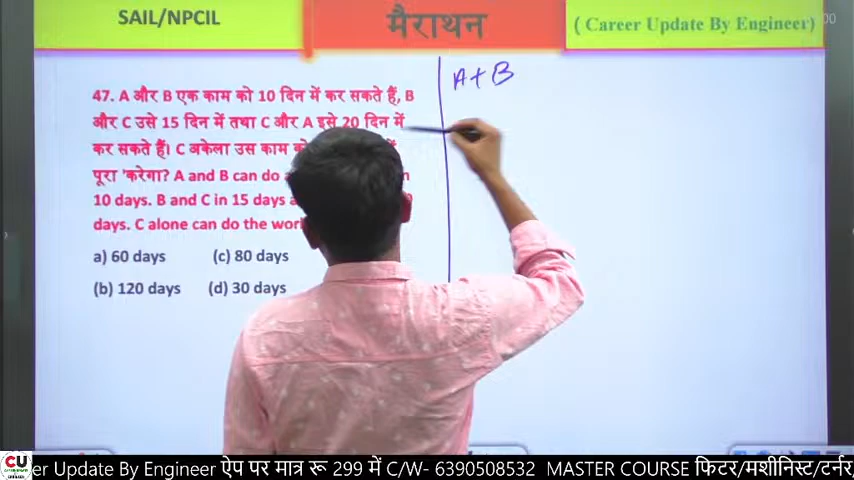 SAIL/NPCIL
मैराथन
( Career Update By Engineer)
00
A+B
47. A और B एक काम को 10 दिन में कर सकते हैं, B
और C उसे 15 दिन में तथा C और A इसे 20 दिन में
कर सकते हैं। C अकेला उस काम को
पूरा 'करेगा? A and B can do
10 days. B and C in 15 days
days. C alone can do the
a) 60 days (c) 80 days
(b) 120 days (d) 30 days
CU
er Update By Engineer ऐप पर मात्र रू 299 में C/W- 6390508532 MASTER COURSE फिटर/मशीनिस्ट/टर्नर